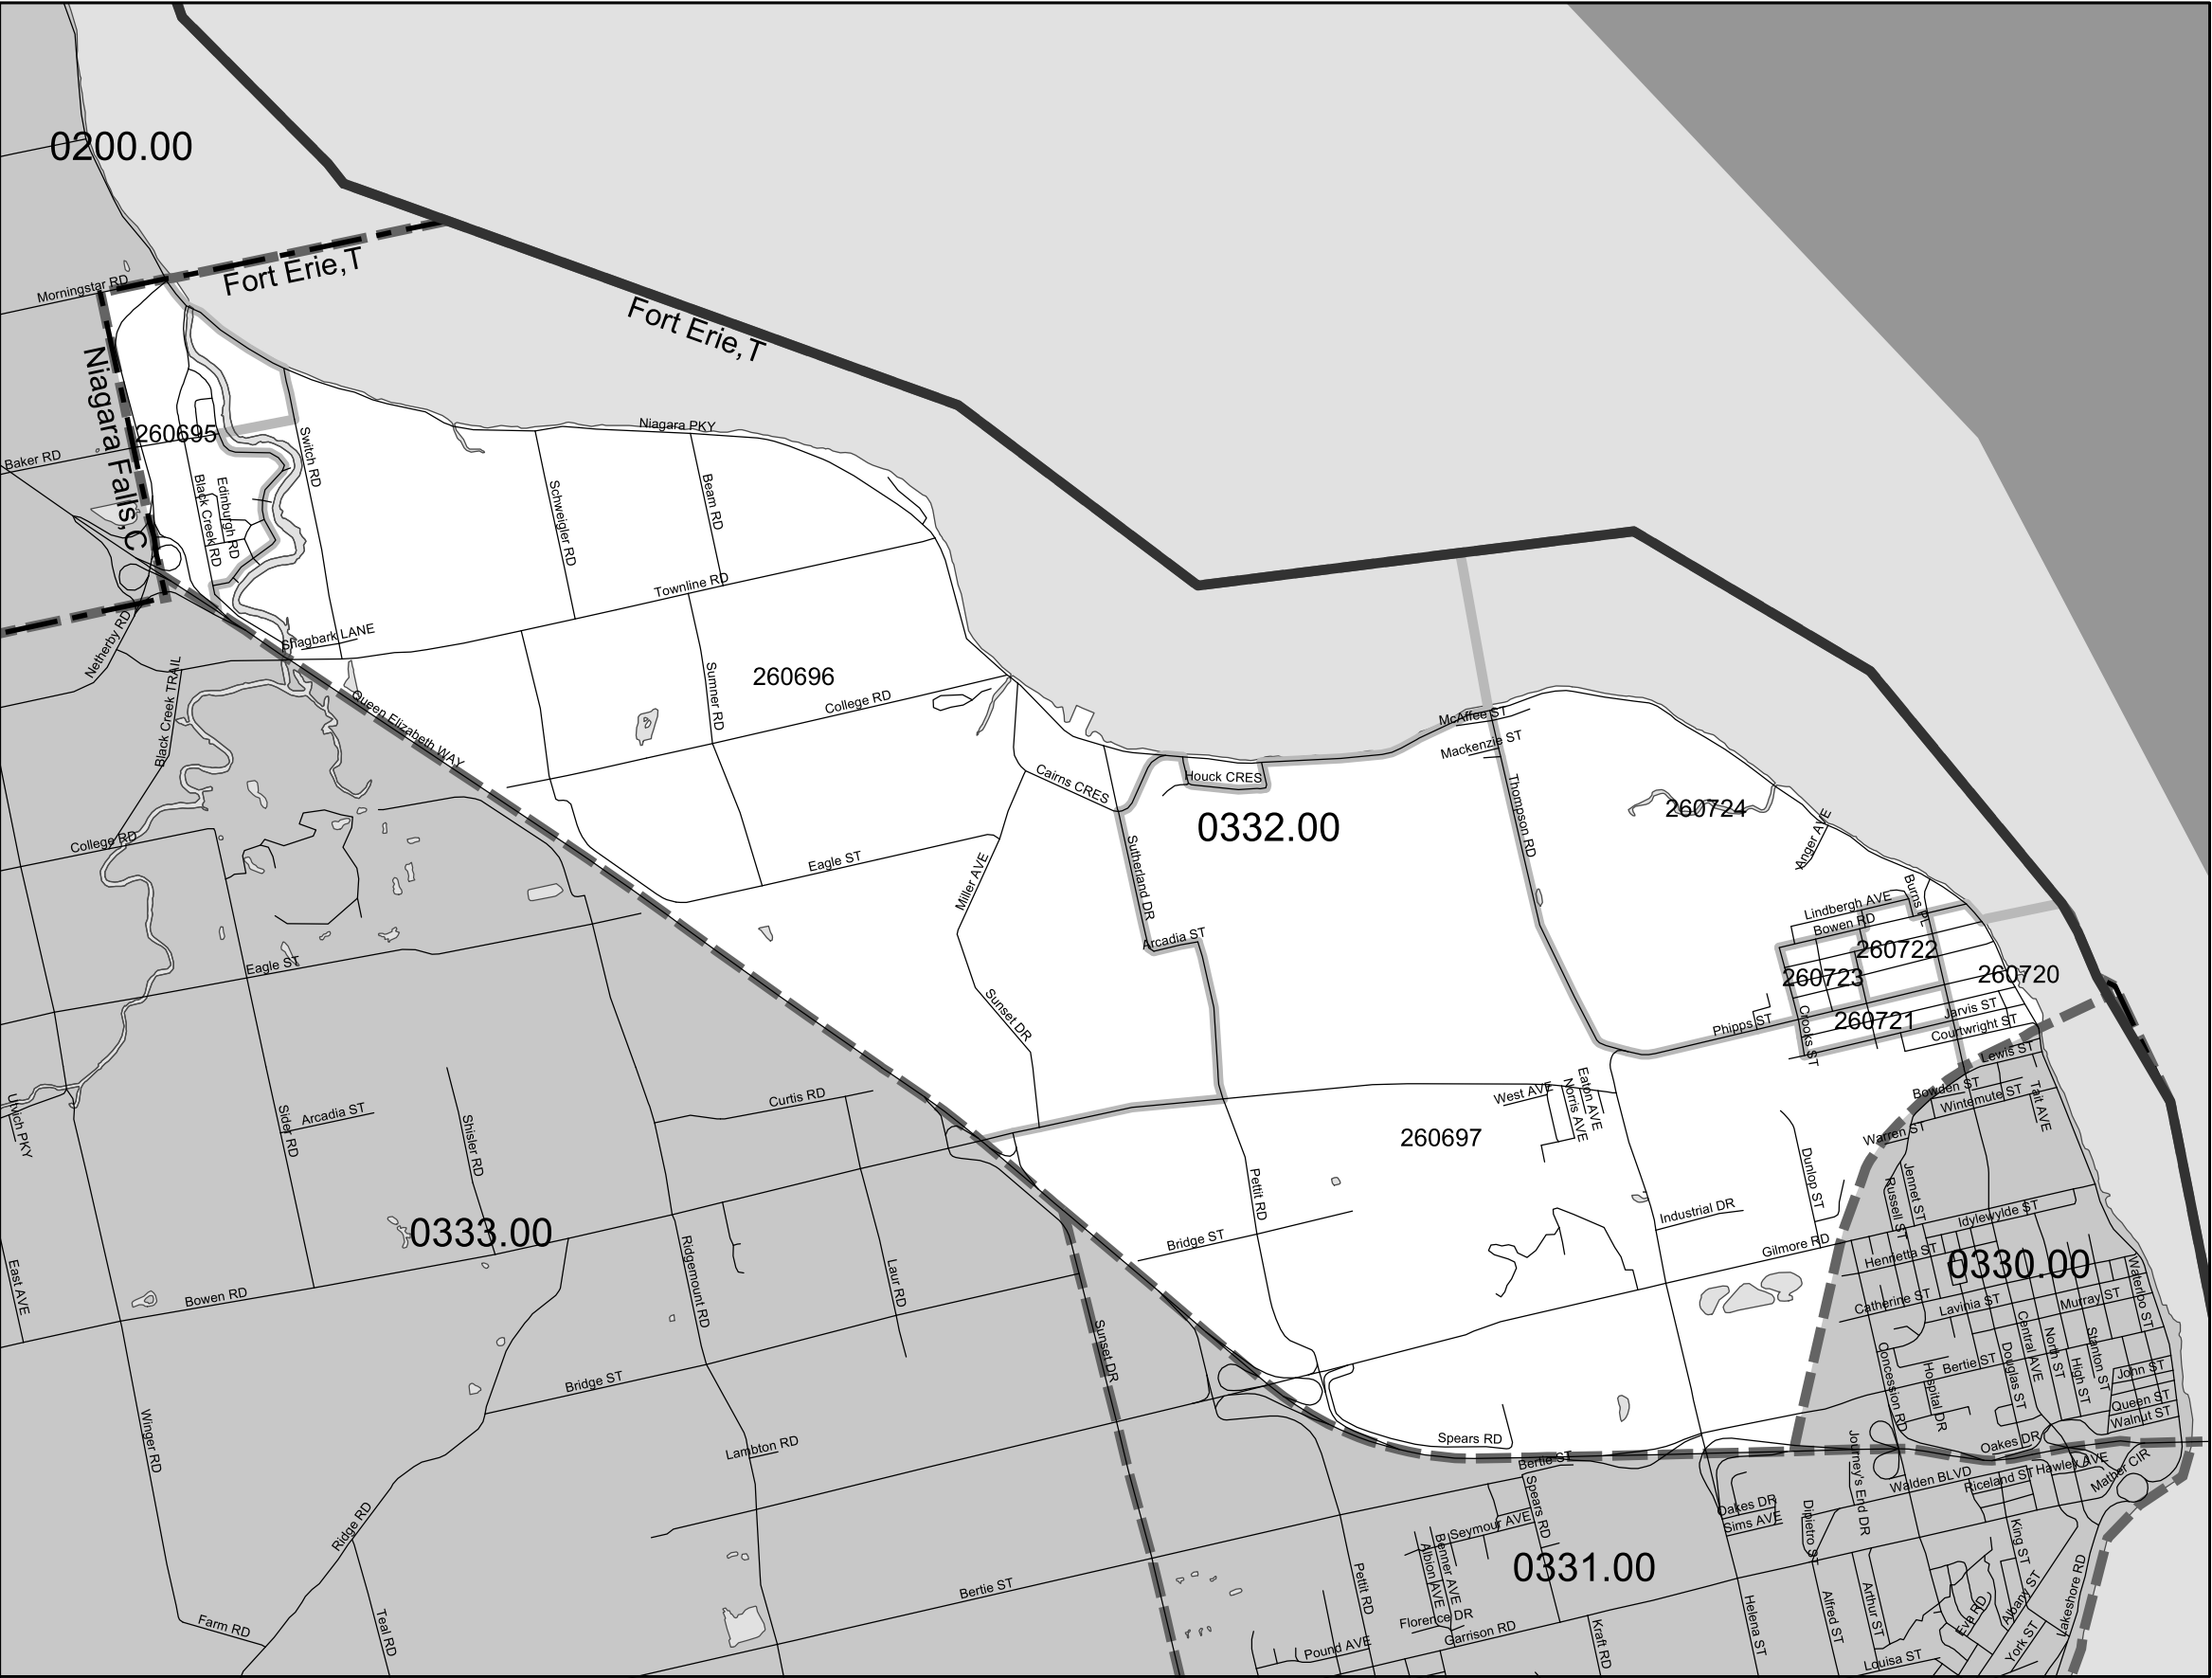 0200.00
Fort Erie,T
Morningstar RD
Fort Erie,T
Niagara Falls,C
Niagara PKY
260695
Baker RD
Switch RD
Black Creek RD
Edinburgh RD
Schweigler RD
Beam RD
Townline RD
Netherby RD
Shagbark LANE
Black Creek TRAIL
Queen Elizabeth WAY
Sumner RD
260696
College RD
McAffee ST
Mackenzie ST
Cairns CRES
Houck CRES
0332.00
Thompson RD
260724
Anger AVE
College RD
Eagle ST
Miller AVE
Sutherland DR
Arcadia ST
Lindbergh AVE
Burns PL
Bowen RD
260722
260723
260720
Eagle ST
Sunset DR
Phipps ST
Crooks ST
260721
Jarvis ST
Courtwright ST
Lewis ST
Bowden ST
Wintemute ST
Tait AVE
Warren ST
Curtis RD
West AVE
Norris AVE
Eaton AVE
260697
Ulrich PKY
Sider RD
Arcadia ST
Shisler RD
0333.00
Pettit RD
Dunlop ST
Industrial DR
Gilmore RD
Bridge ST
Russell ST
Jennet ST
Idylewylde ST
Henrietta ST
0330.00
Catherine ST
Lavinia ST
Murray ST
Waterloo ST
East AVE
Bowen RD
Ridgemount RD
Laur RD
Sunset DR
Concession RD
Hospital DR
Bertie ST
Douglas ST
Central AVE
North ST
High ST
Stanton ST
John ST
Queen ST
Walnut ST
Bridge ST
Winger RD
Lambton RD
Spears RD
Bertie ST
Oakes DR
Journey's End DR
Walden BLVD
Riceland ST
Hawley AVE
Mather CIR
Spears RD
Oakes DR
Sims AVE
Dipietro ST
Seymour AVE
Albion AVE
Benner AVE
0331.00
King ST
Ridge RD
Bertie ST
Pettit RD
Florence DR
Garrison RD
Pound AVE
Kraft RD
Helena ST
Alfred ST
Arthur ST
Eva RD
Albany ST
York ST
Lakeshore RD
Louisa ST
Farm RD
Teal RD